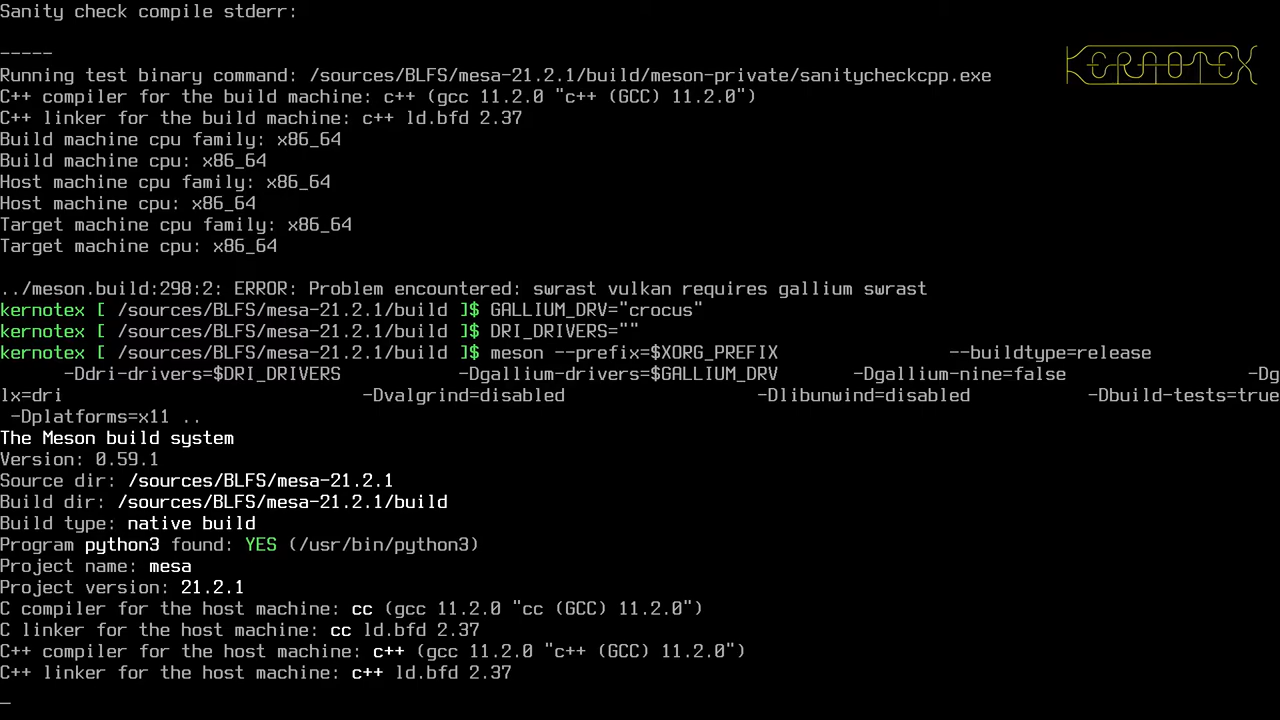 Sanity check compile stderr:
-----
KERNOTEX
Running test binary command: /sources/BLFS/mesa-21.2.1/build/meson-private/sanitycheckcpp.exe
C++ compiler for the build machine: c++ (gcc 11.2.0 "c++ (GCC) 11.2.0")
C++ linker for the build machine: c++ ld.bfd 2.37
Build machine cpu family: x86_64
Build machine cpu: x86_64
Host machine cpu family: x86_64
Host machine cpu: x86_64
Target machine cpu family: x86_64
Target machine cpu: x86_64
../meson.build:298:2: ERROR: Problem encountered: swrast vulkan requires gallium swrast
kernotex [ /sources/BLFS/mesa-21.2.1/build ]$ GALLIUM_DRV="crocus"
kernotex [ /sources/BLFS/mesa-21.2.1/build ]$ DRI_DRIVERS=""
kernotex [ /sources/BLFS/mesa-21.2.1/build ]$ meson --prefix=$XORG_PREFIX                --buildtype=release
      -Ddri-drivers=$DRI_DRIVERS           -Dgallium-drivers=$GALLIUM_DRV       -Dgallium-nine=false                 -Dg
lx=dri                            -Dvalgrind=disabled                  -Dlibunwind=disabled           -Dbuild-tests=true
 -Dplatforms=x11 ..
The Meson build system
Version: 0.59.1
Source dir: /sources/BLFS/mesa-21.2.1
Build dir: /sources/BLFS/mesa-21.2.1/build
Build type: native build
Program python3 found: YES (/usr/bin/python3)
Project name: mesa
Project version: 21.2.1
C compiler for the host machine: cc (gcc 11.2.0 "cc (GCC) 11.2.0")
C linker for the host machine: cc ld.bfd 2.37
C++ compiler for the host machine: c++ (gcc 11.2.0 "c++ (GCC) 11.2.0")
C++ linker for the host machine: c++ ld.bfd 2.37